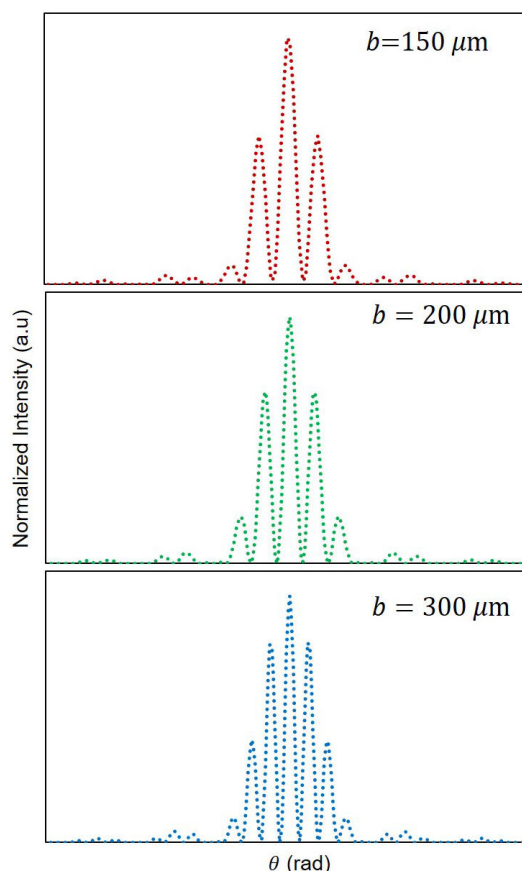 b=150 μm
b = 200 μm
Normalized Intensity (a.u)
b = 300 μm
θ (rad)